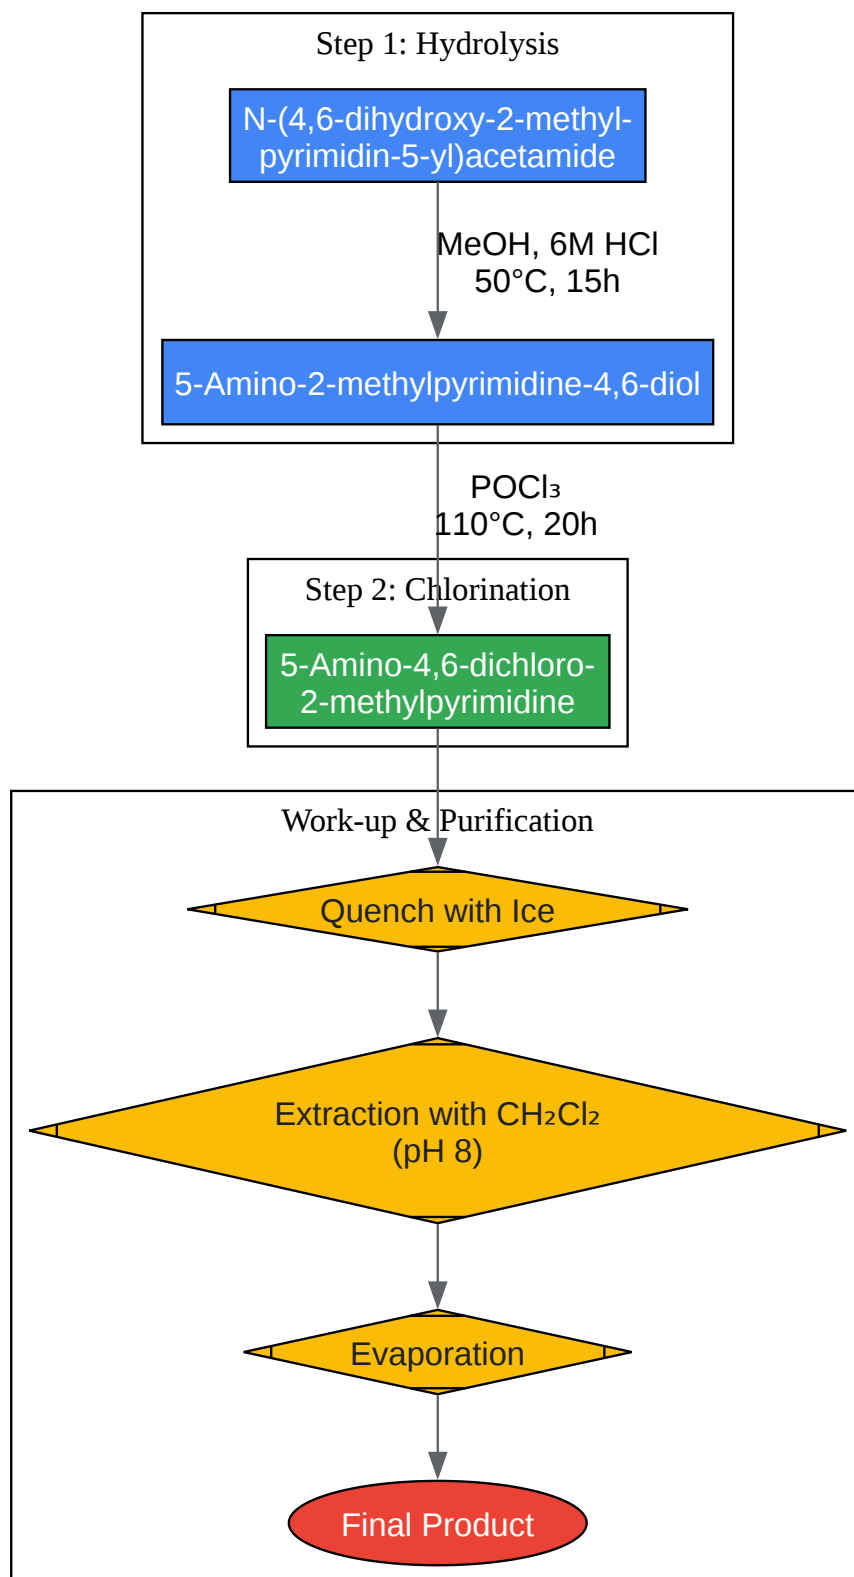 Step 1: Hydrolysis
N-(4,6-dihydroxy-2-methyl-
pyrimidin-5-yl)acetamide
MeOH, 6M HCl
50°C, 15h
5-Amino-2-methylpyrimidine-4,6-diol
POCl₃
110°C, 20h
Step 2: Chlorination
5-Amino-4,6-dichloro-
2-methylpyrimidine
Work-up & Purification
Quench with Ice
Extraction with CH₂Cl₂
(pH 8)
Evaporation
Final Product